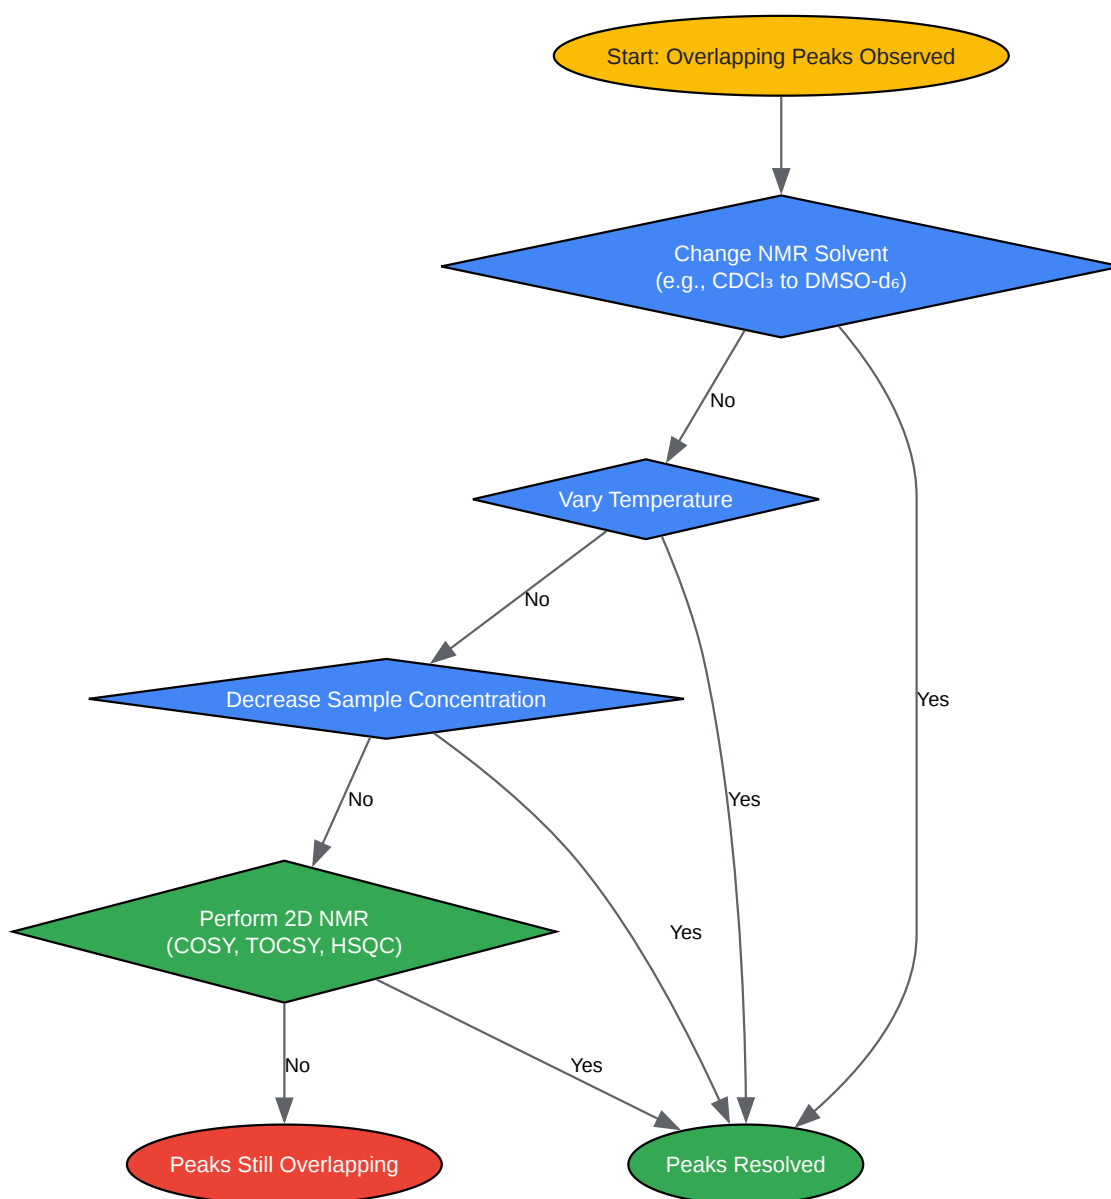 Start: Overlapping Peaks Observed
Change NMR Solvent
(e.g., CDCl₃ to DMSO-d₆)
No
Vary Temperature
No
Decrease Sample Concentration
Yes
No
Yes
Perform 2D NMR
(COSY, TOCSY, HSQC)
Yes
No
Yes
Peaks Still Overlapping
Peaks Resolved